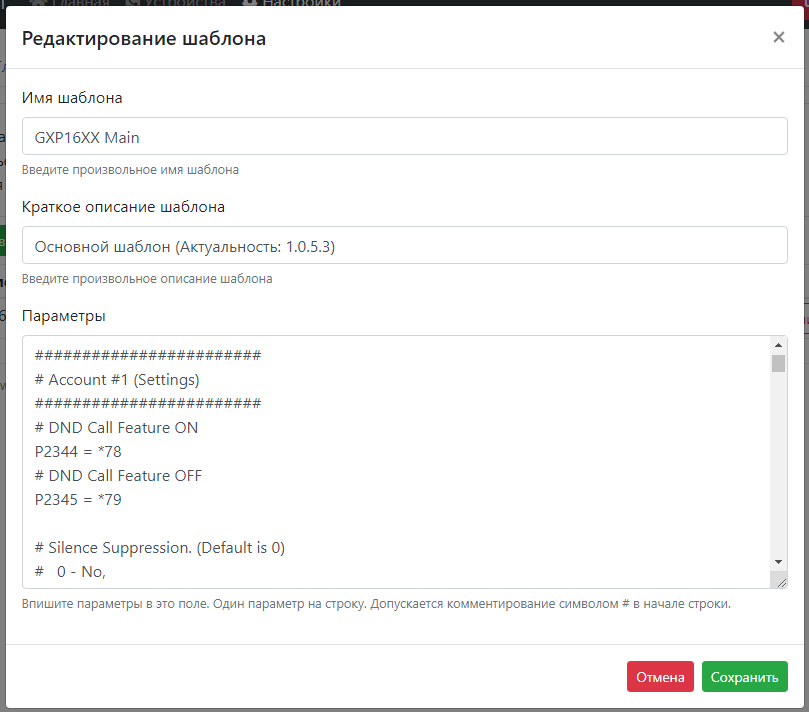 Главная Устройства Настройки
Редактирование шаблона
×
Имя шаблона
GXP16XX Main
Введите произвольное имя шаблона
Краткое описание шаблона
Основной шаблон (Актуальность: 1.0.5.3)
Введите произвольное описание шаблона
Параметры
########################
# Account #1 (Settings)
########################
# DND Call Feature ON
P2344 = *78
# DND Call Feature OFF
P2345 = *79
# Silence Suppression. (Default is 0)
#   0 - No,
Впишите параметры в это поле. Один параметр на строку. Допускается комментирование символом # в начале строки.
Отмена Сохранить